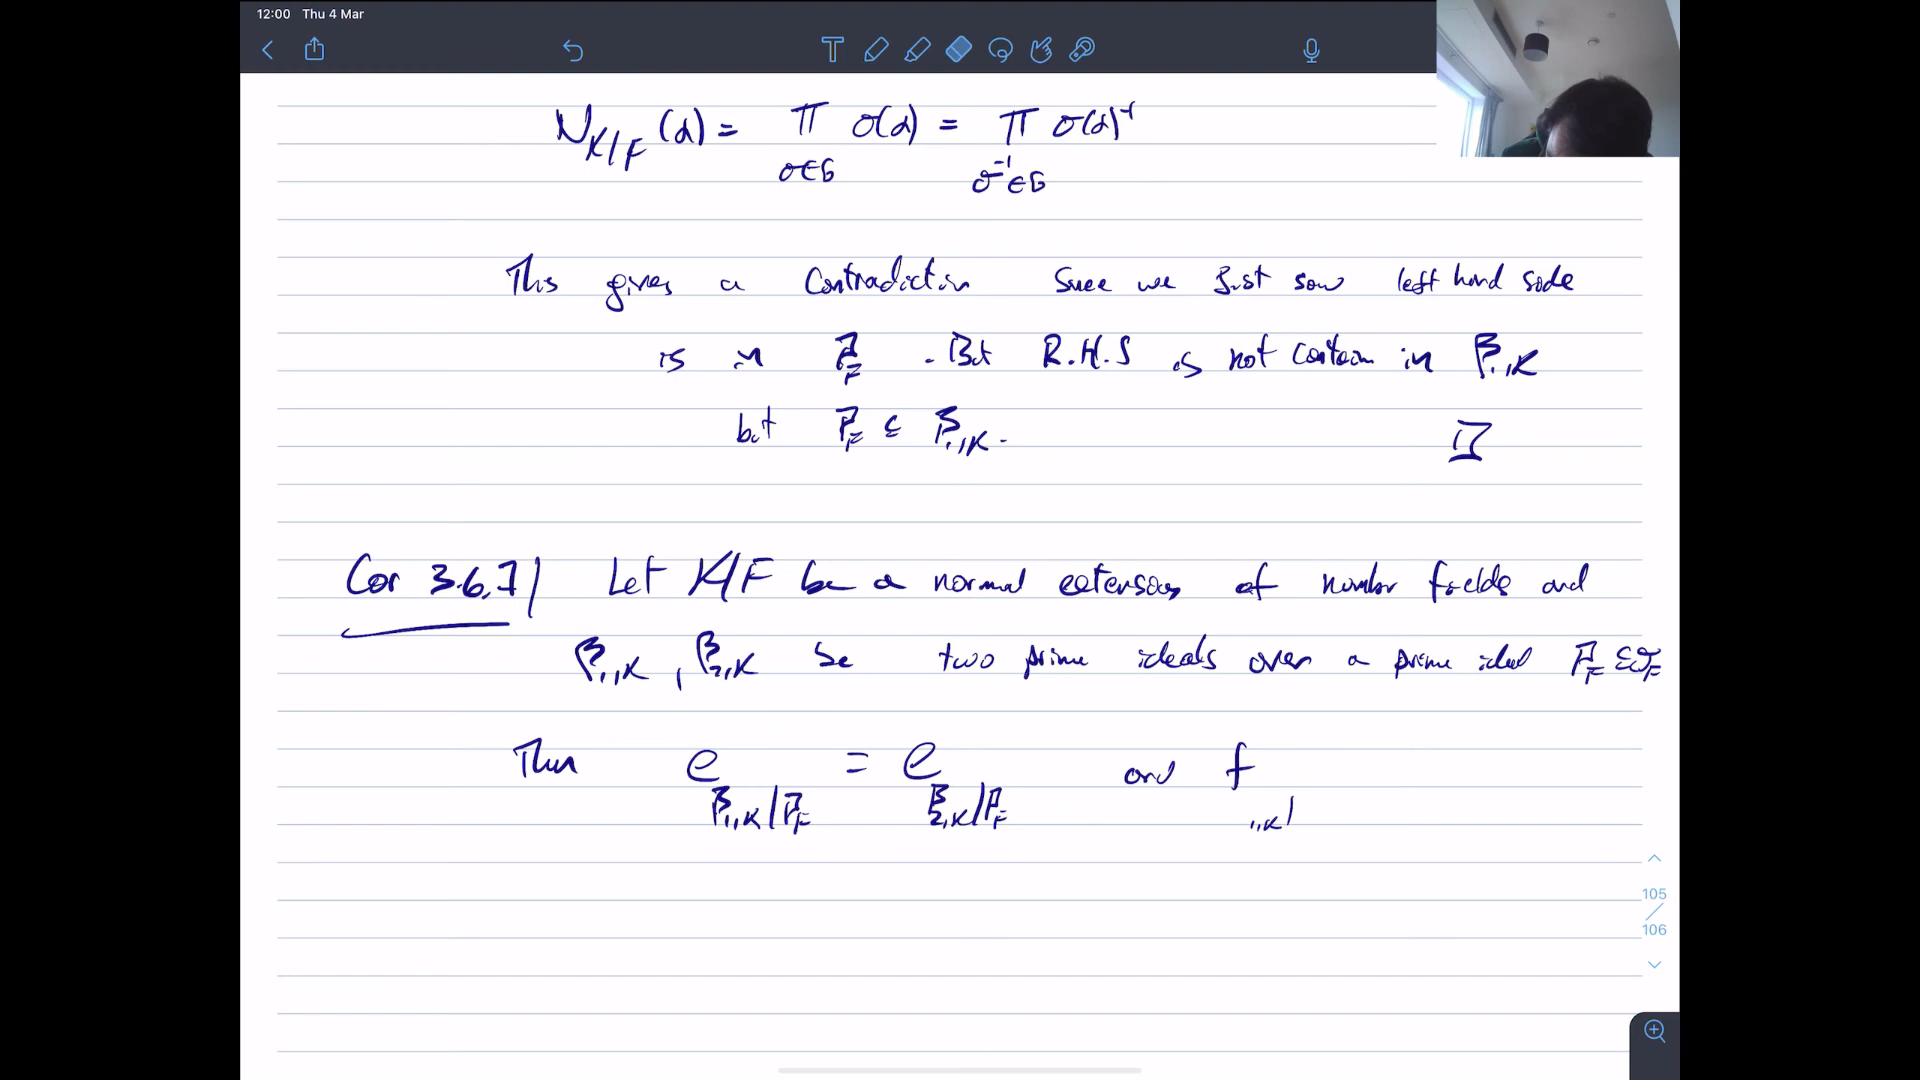 12:00 Thu 4 Mar
N_{K/F} (α) = Π_{σ∈G} σ(α) = Π_{σ^{-1}∈G} σ(α)^{-1}
This gives a Contradiction Since we just saw left hand side
is in P_F . But R.H.S is not contain in P_{1,K}
but P_F ⊆ P_{1,K}.
Cor 3.6.7 Let K/F be a normal extension of number fields and
P_{1,K} , P_{2,K} be two prime ideals over a prime ideal P_F ⊆ O_F
Then e_{P_{1,K}/P_F} = e_{P_{2,K}/P_F} and f_{1,K/}
105
106